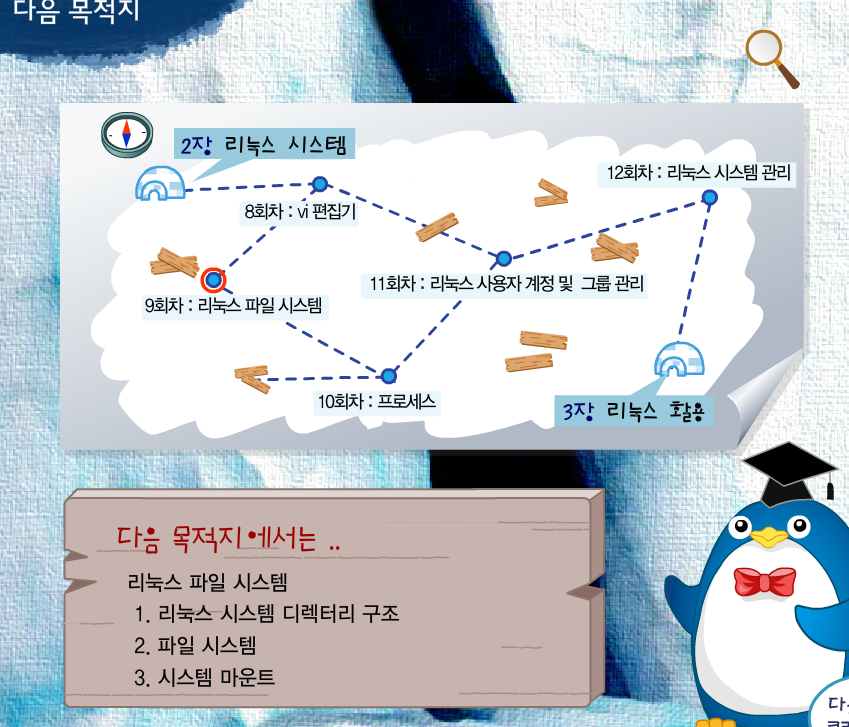 다음 목적지
2장 리눅스 시스템
12회차 : 리눅스 시스템 관리
8회차 : vi 편집기
11회차 : 리눅스 사용자 계정 및 그룹 관리
9회차 : 리눅스 파일 시스템
10회차 : 프로세스
3장 리눅스 활용
다음 목적지에서는 ..
리눅스 파일 시스템
1. 리눅스 시스템 디렉터리 구조
2. 파일 시스템
3. 시스템 마운트